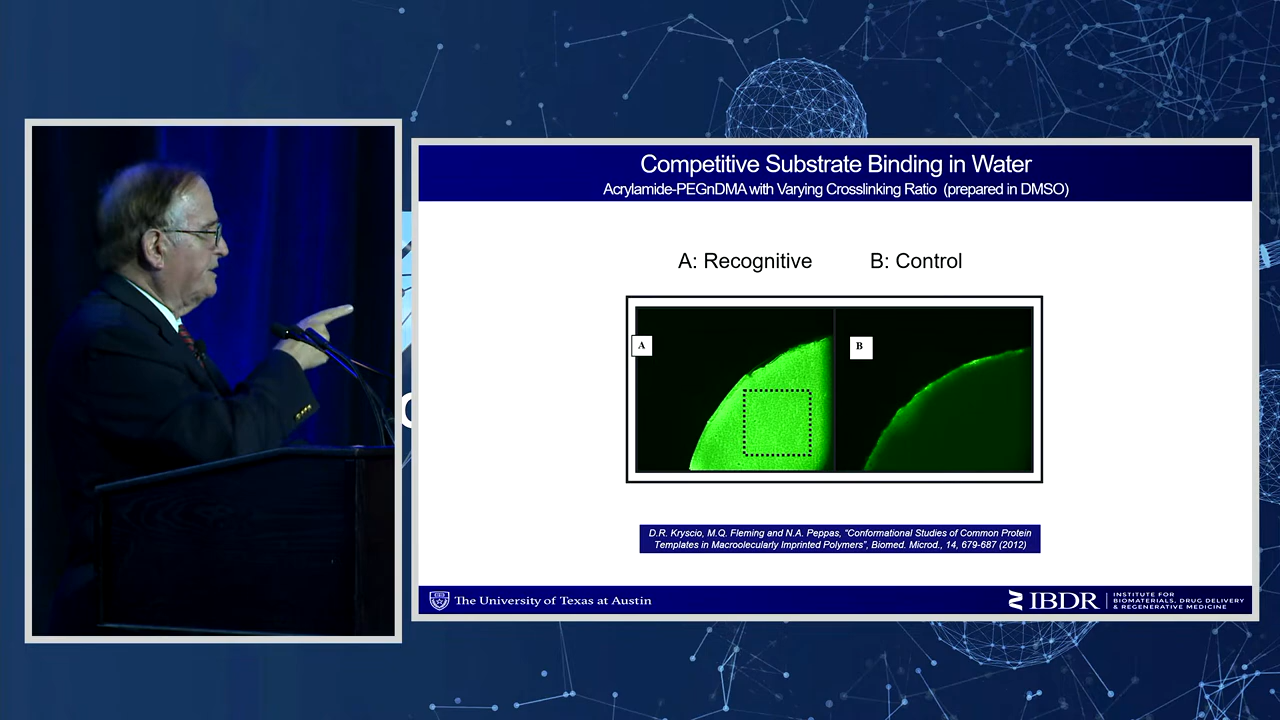 Competitive Substrate Binding in Water
Acrylamide-PEGnDMA with Varying Crosslinking Ratio (prepared in DMSO)
A: Recognitive
B: Control
A
B
D.R. Kryscio, M.Q. Fleming and N.A. Peppas, "Conformational Studies of Common Protein
Templates in Macroolecularly Imprinted Polymers", Biomed. Microd., 14, 679-687 (2012)
The University of Texas at Austin
IBDR
INSTITUTE FOR
BIOMATERIALS, DRUG DELIVERY
& REGENERATIVE MEDICINE